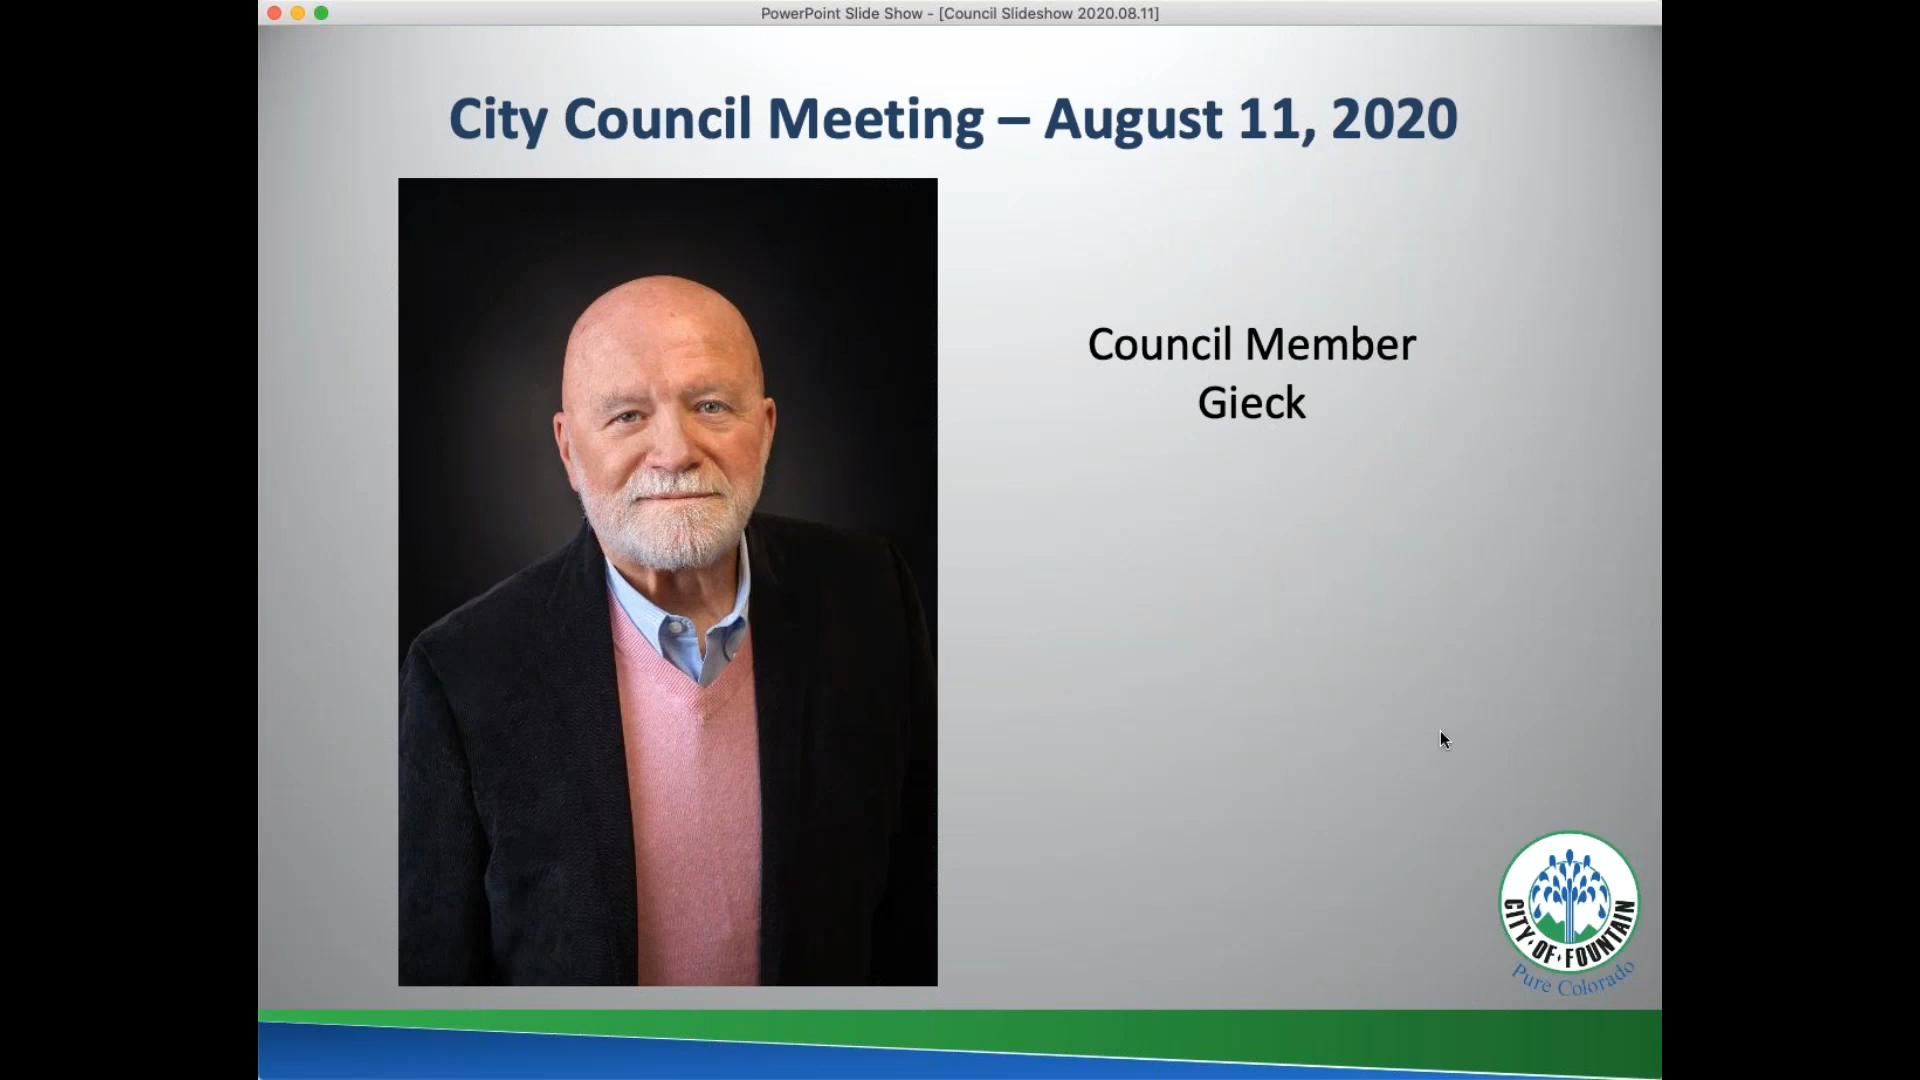 PowerPoint Slide Show - [Council Slideshow 2020.08.11]
City Council Meeting – August 11, 2020
Council Member
Gieck
CITY·OF·FOUNTAIN
Pure Colorado